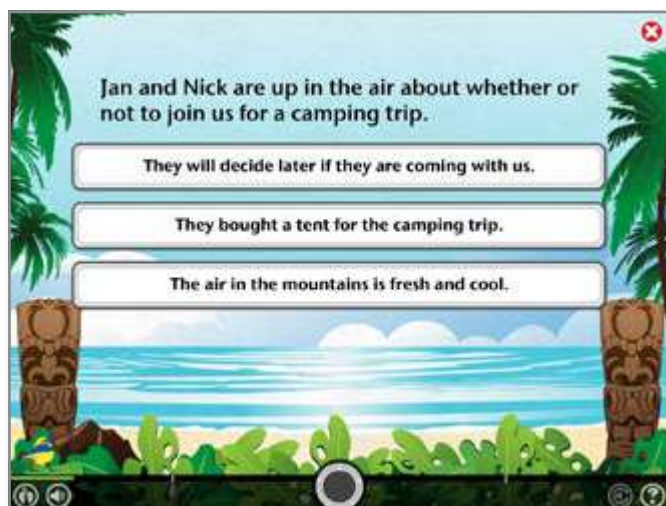 Jan and Nick are up in the air about whether or
not to join us for a camping trip.
They will decide later if they are coming with us.
They bought a tent for the camping trip.
The air in the mountains is fresh and cool.
?